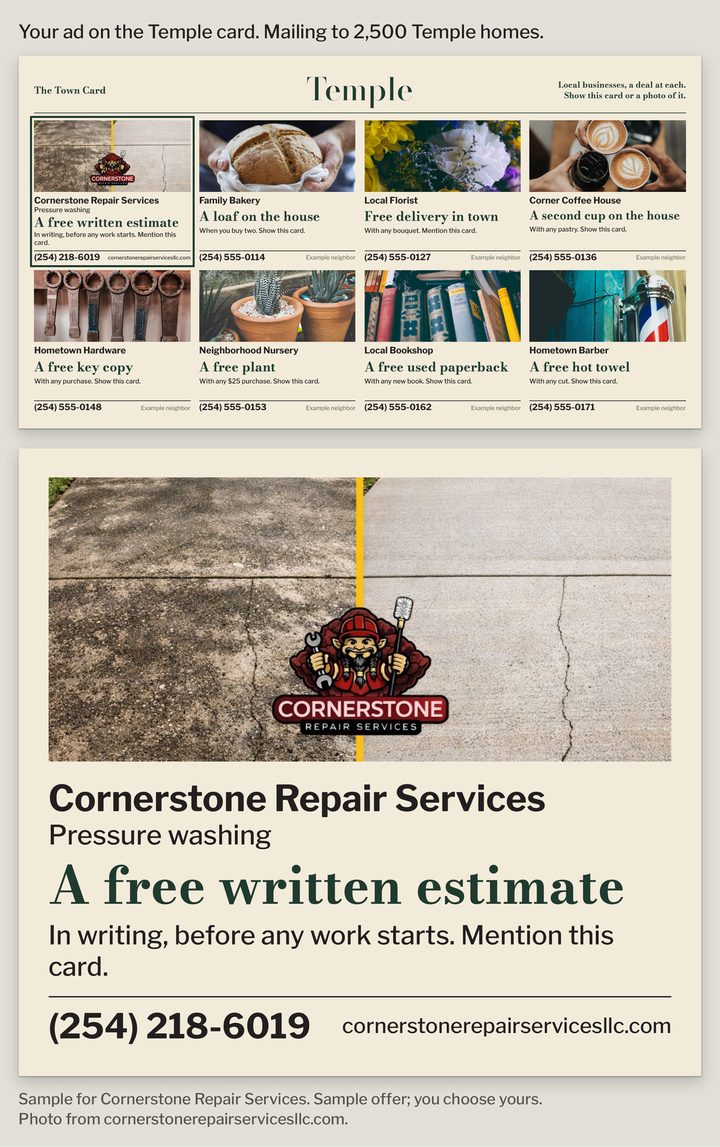 Your ad on the Temple card. Mailing to 2,500 Temple homes.
The Town Card
Temple
Local businesses, a deal at each.
Show this card or a photo of it.
CORNERSTONE
REPAIR SERVICES
Cornerstone Repair Services
Pressure washing
A free written estimate
In writing, before any work starts. Mention this
card.
(254) 218-6019
cornerstonerepairservicesllc.com
Family Bakery
A loaf on the house
When you buy two. Show this card.
(254) 555-0114
Example neighbor
Local Florist
Free delivery in town
With any bouquet. Mention this card.
(254) 555-0127
Example neighbor
Corner Coffee House
A second cup on the house
With any pastry. Show this card.
(254) 555-0136
Example neighbor
Hometown Hardware
A free key copy
With any purchase. Show this card.
(254) 555-0148
Example neighbor
Neighborhood Nursery
A free plant
With any $25 purchase. Show this card.
(254) 555-0153
Example neighbor
Local Bookshop
A free used paperback
With any new book. Show this card.
(254) 555-0162
Example neighbor
Hometown Barber
A free hot towel
With any cut. Show this card.
(254) 555-0171
Example neighbor
CORNERSTONE
REPAIR SERVICES
Cornerstone Repair Services
Pressure washing
A free written estimate
In writing, before any work starts. Mention this
card.
(254) 218-6019
cornerstonerepairservicesllc.com
Sample for Cornerstone Repair Services. Sample offer; you choose yours.
Photo from cornerstonerepairservicesllc.com.